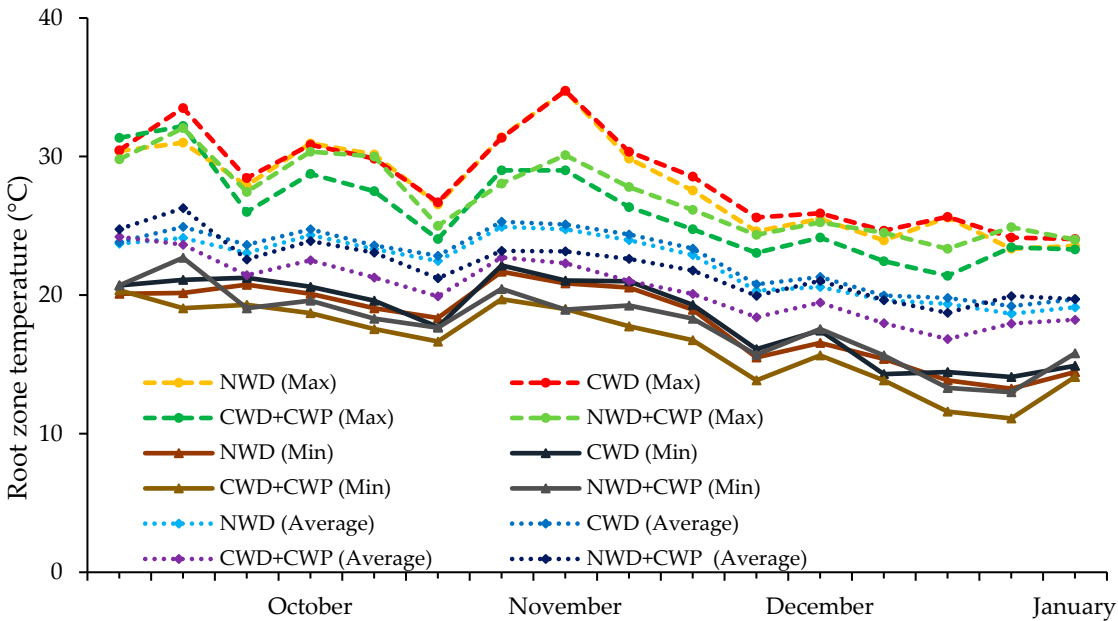 40
30
20
10
0
Root zone temperature (°C)
NWD (Max)
CWD (Max)
CWD+CWP (Max)
NWD+CWP (Max)
NWD (Min)
CWD (Min)
CWD+CWP (Min)
NWD+CWP (Min)
NWD (Average)
CWD (Average)
CWD+CWP (Average)
NWD+CWP (Average)
October
November
December
January